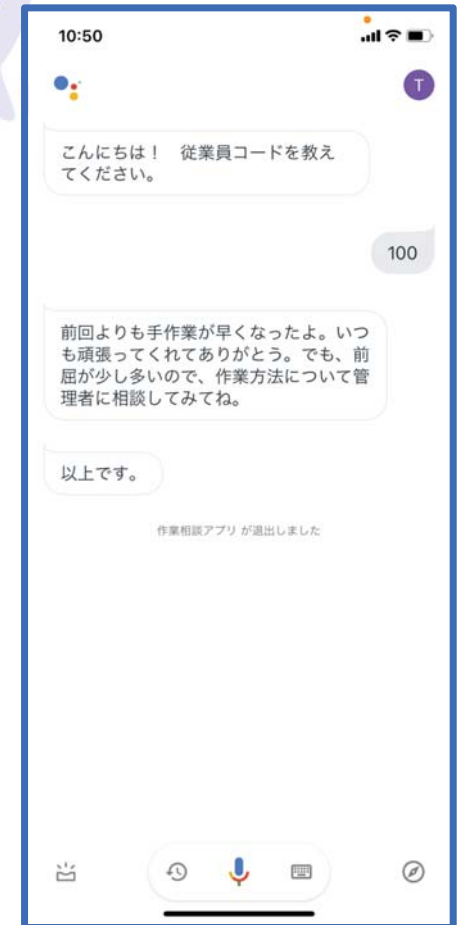 10:50
T
こんにちは！　従業員コードを教え
てください。
100
前回よりも手作業が早くなったよ。いつ
も頑張ってくれてありがとう。でも、前
屈が少し多いので、作業方法について管
理者に相談してみてね。
以上です。
作業相談アプリ が退出しました